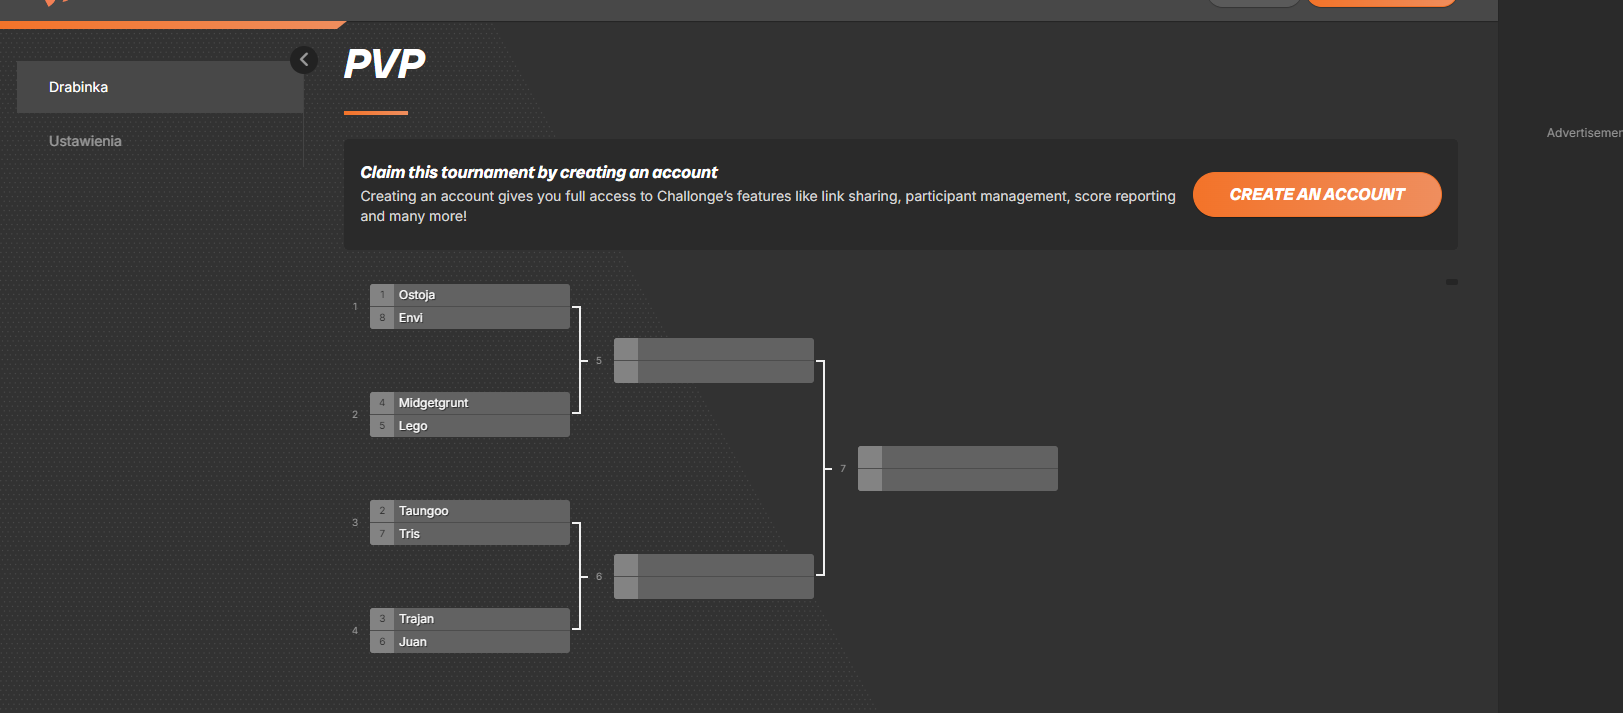 PVP
Drabinka
Ustawienia
Advertisemen
Claim this tournament by creating an account
Creating an account gives you full access to Challonge's features like link sharing, participant management, score reporting
and many more!
CREATE AN ACCOUNT
1
1 Ostoja
8 Envi
5
2
4 Midgetgrunt
5 Lego
7
3
2 Taungoo
7 Tris
6
4
3 Trajan
6 Juan